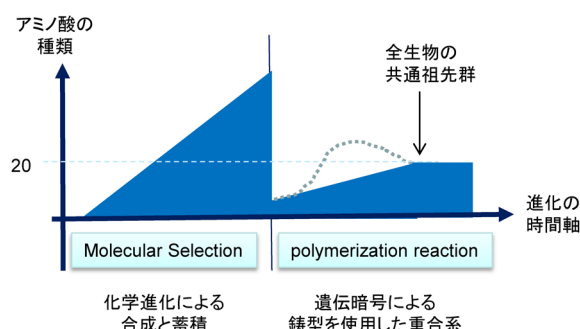 アミノ酸の
種類
全生物の
共通祖先群
20
進化の
時間軸
Molecular Selection
polymerization reaction
化学進化による
合成と蓄積
遺伝暗号による
鋳型を使用した重合系